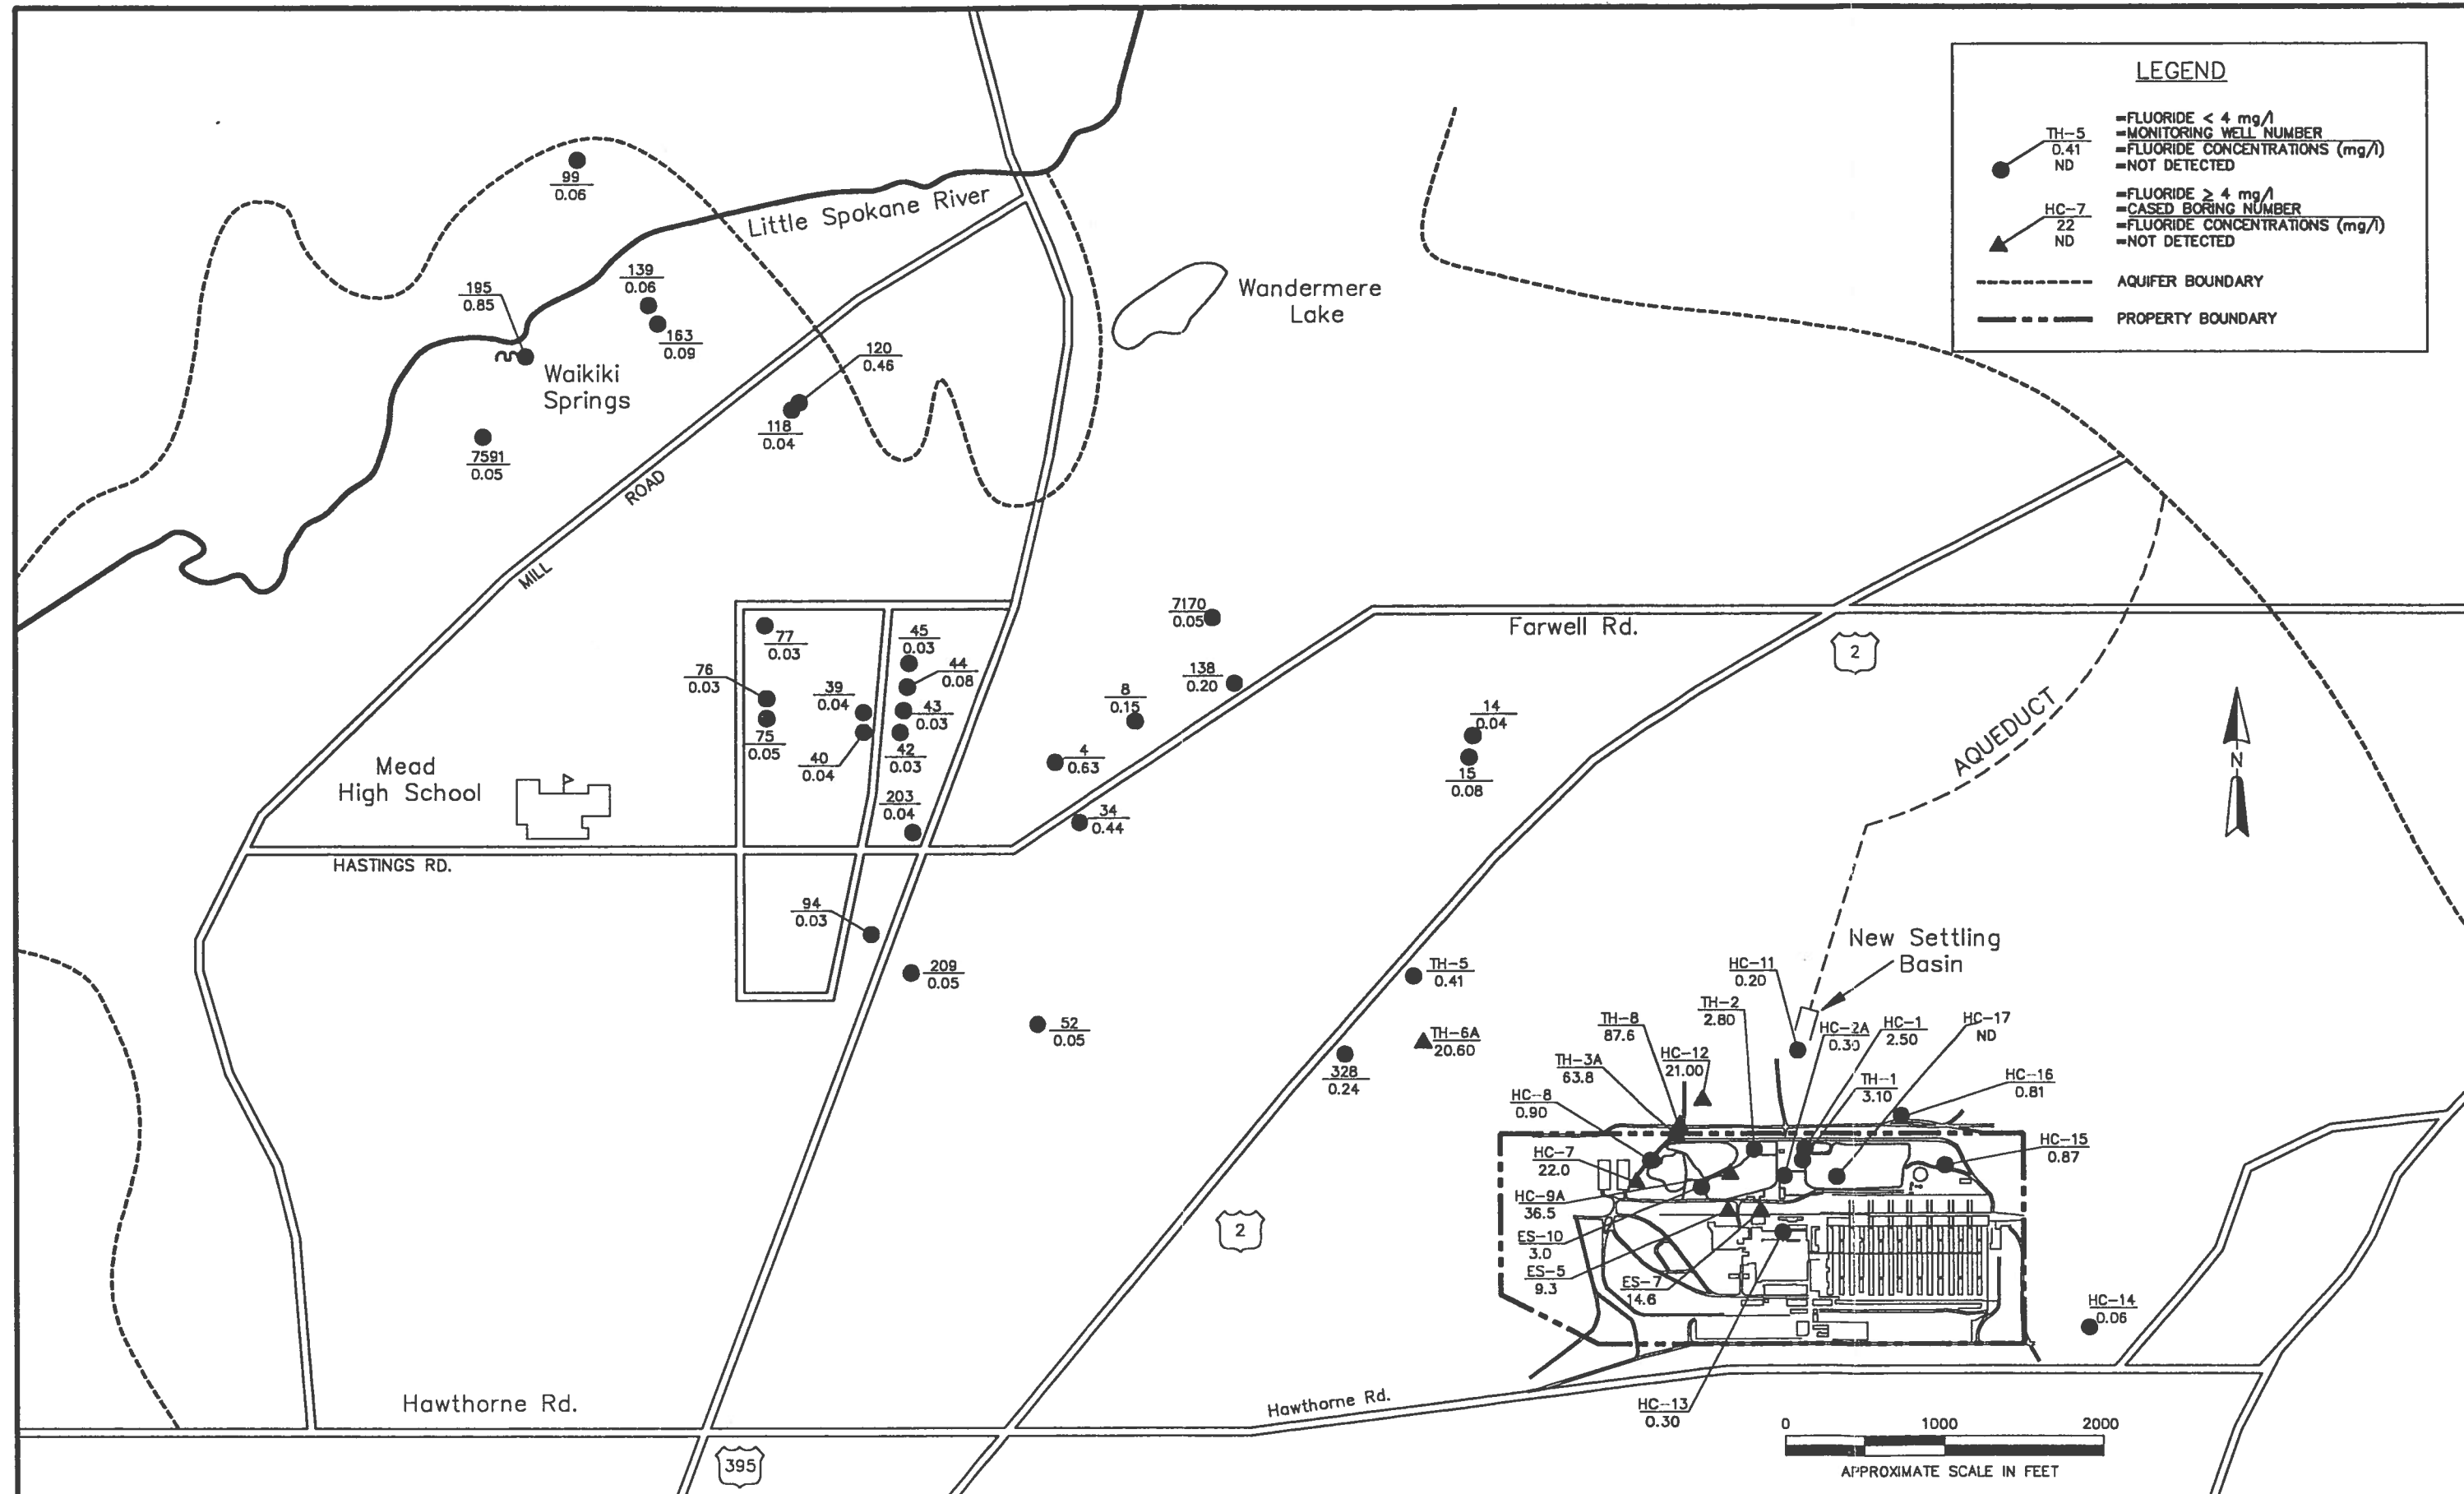 LEGEND
TH-5
0.41
ND
=FLUORIDE < 4 mg/l
=MONITORING WELL NUMBER
=FLUORIDE CONCENTRATIONS (mg/l)
=NOT DETECTED
HC-7
22
ND
=FLUORIDE ≥ 4 mg/l
=CASED BORING NUMBER
=FLUORIDE CONCENTRATIONS (mg/l)
=NOT DETECTED
AQUIFER BOUNDARY
PROPERTY BOUNDARY
99
0.06
Little Spokane River
139
0.06
195
0.85
163
0.09
Wandermere
Lake
Waikiki
Springs
120
0.46
118
0.04
7591
0.05
MILL
ROAD
77
0.03
45
0.03
44
0.08
76
0.03
39
0.04
43
0.03
75
0.05
40
0.04
42
0.03
203
0.04
7170
0.05
138
0.20
8
0.15
4
0.63
34
0.44
Farwell Rd.
2
14
0.04
15
0.08
AQUEDUCT
N
Mead
High School
HASTINGS RD.
94
0.03
209
0.05
52
0.05
TH-5
0.41
TH-6A
20.60
328
0.24
New Settling
Basin
HC-11
0.20
TH-2
2.80
TH-8
87.6
HC-2A
0.30
HC-1
2.50
HC-17
ND
TH-3A
63.8
HC-12
21.00
TH-1
3.10
HC-16
0.81
HC-8
0.90
HC-15
0.87
HC-7
22.0
HC-9A
36.5
ES-10
3.0
ES-5
9.3
ES-7
14.6
HC-14
0.06
HC-13
0.30
2
Hawthorne Rd.
Hawthorne Rd.
395
0 1000 2000
APPROXIMATE SCALE IN FEET